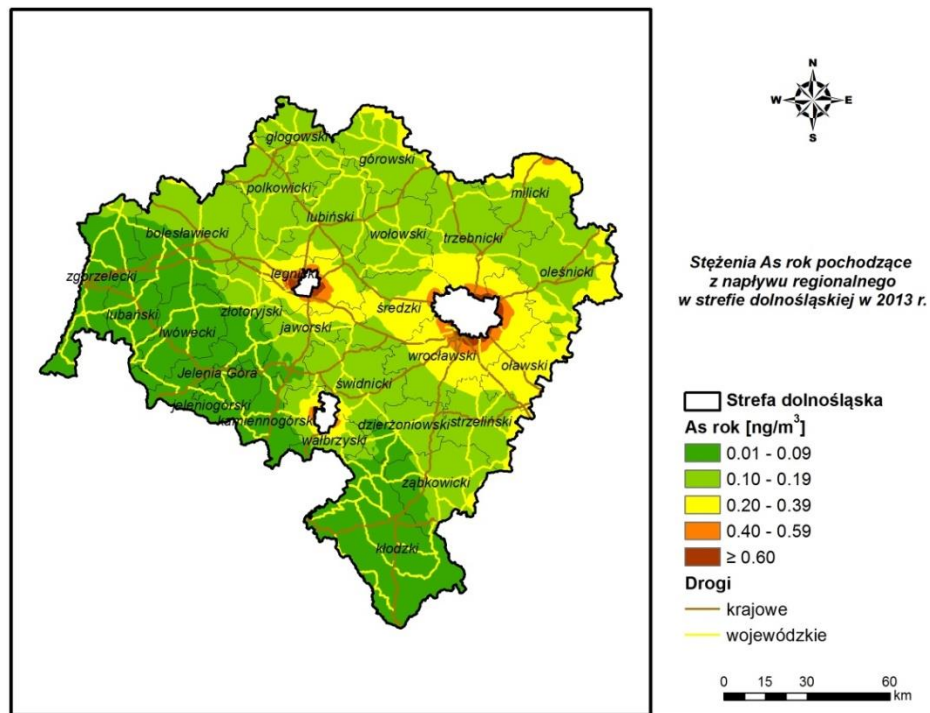 N
W E
S
głogowski
górowski
polkowicki
milicki
lubiński
wołowski
trzebnicki
bolesławiecki
oleśnicki
zgorzelecki
legnicki
lubański
złotoryjski
średzki
jaworski
lwówecki
wrocławski
oławski
Jelenia Góra
świdnicki
jeleniogórski
kamiennogórski
dzierżoniowski
strzeliński
wałbrzyski
ząbkowicki
kłodzki
Stężenia As rok pochodzące
z napływu regionalnego
w strefie dolnośląskiej w 2013 r.
Strefa dolnośląska
As rok [ng/m³]
0.01 - 0.09
0.10 - 0.19
0.20 - 0.39
0.40 - 0.59
≥ 0.60
Drogi
krajowe
wojewódzkie
0 15 30 60
km